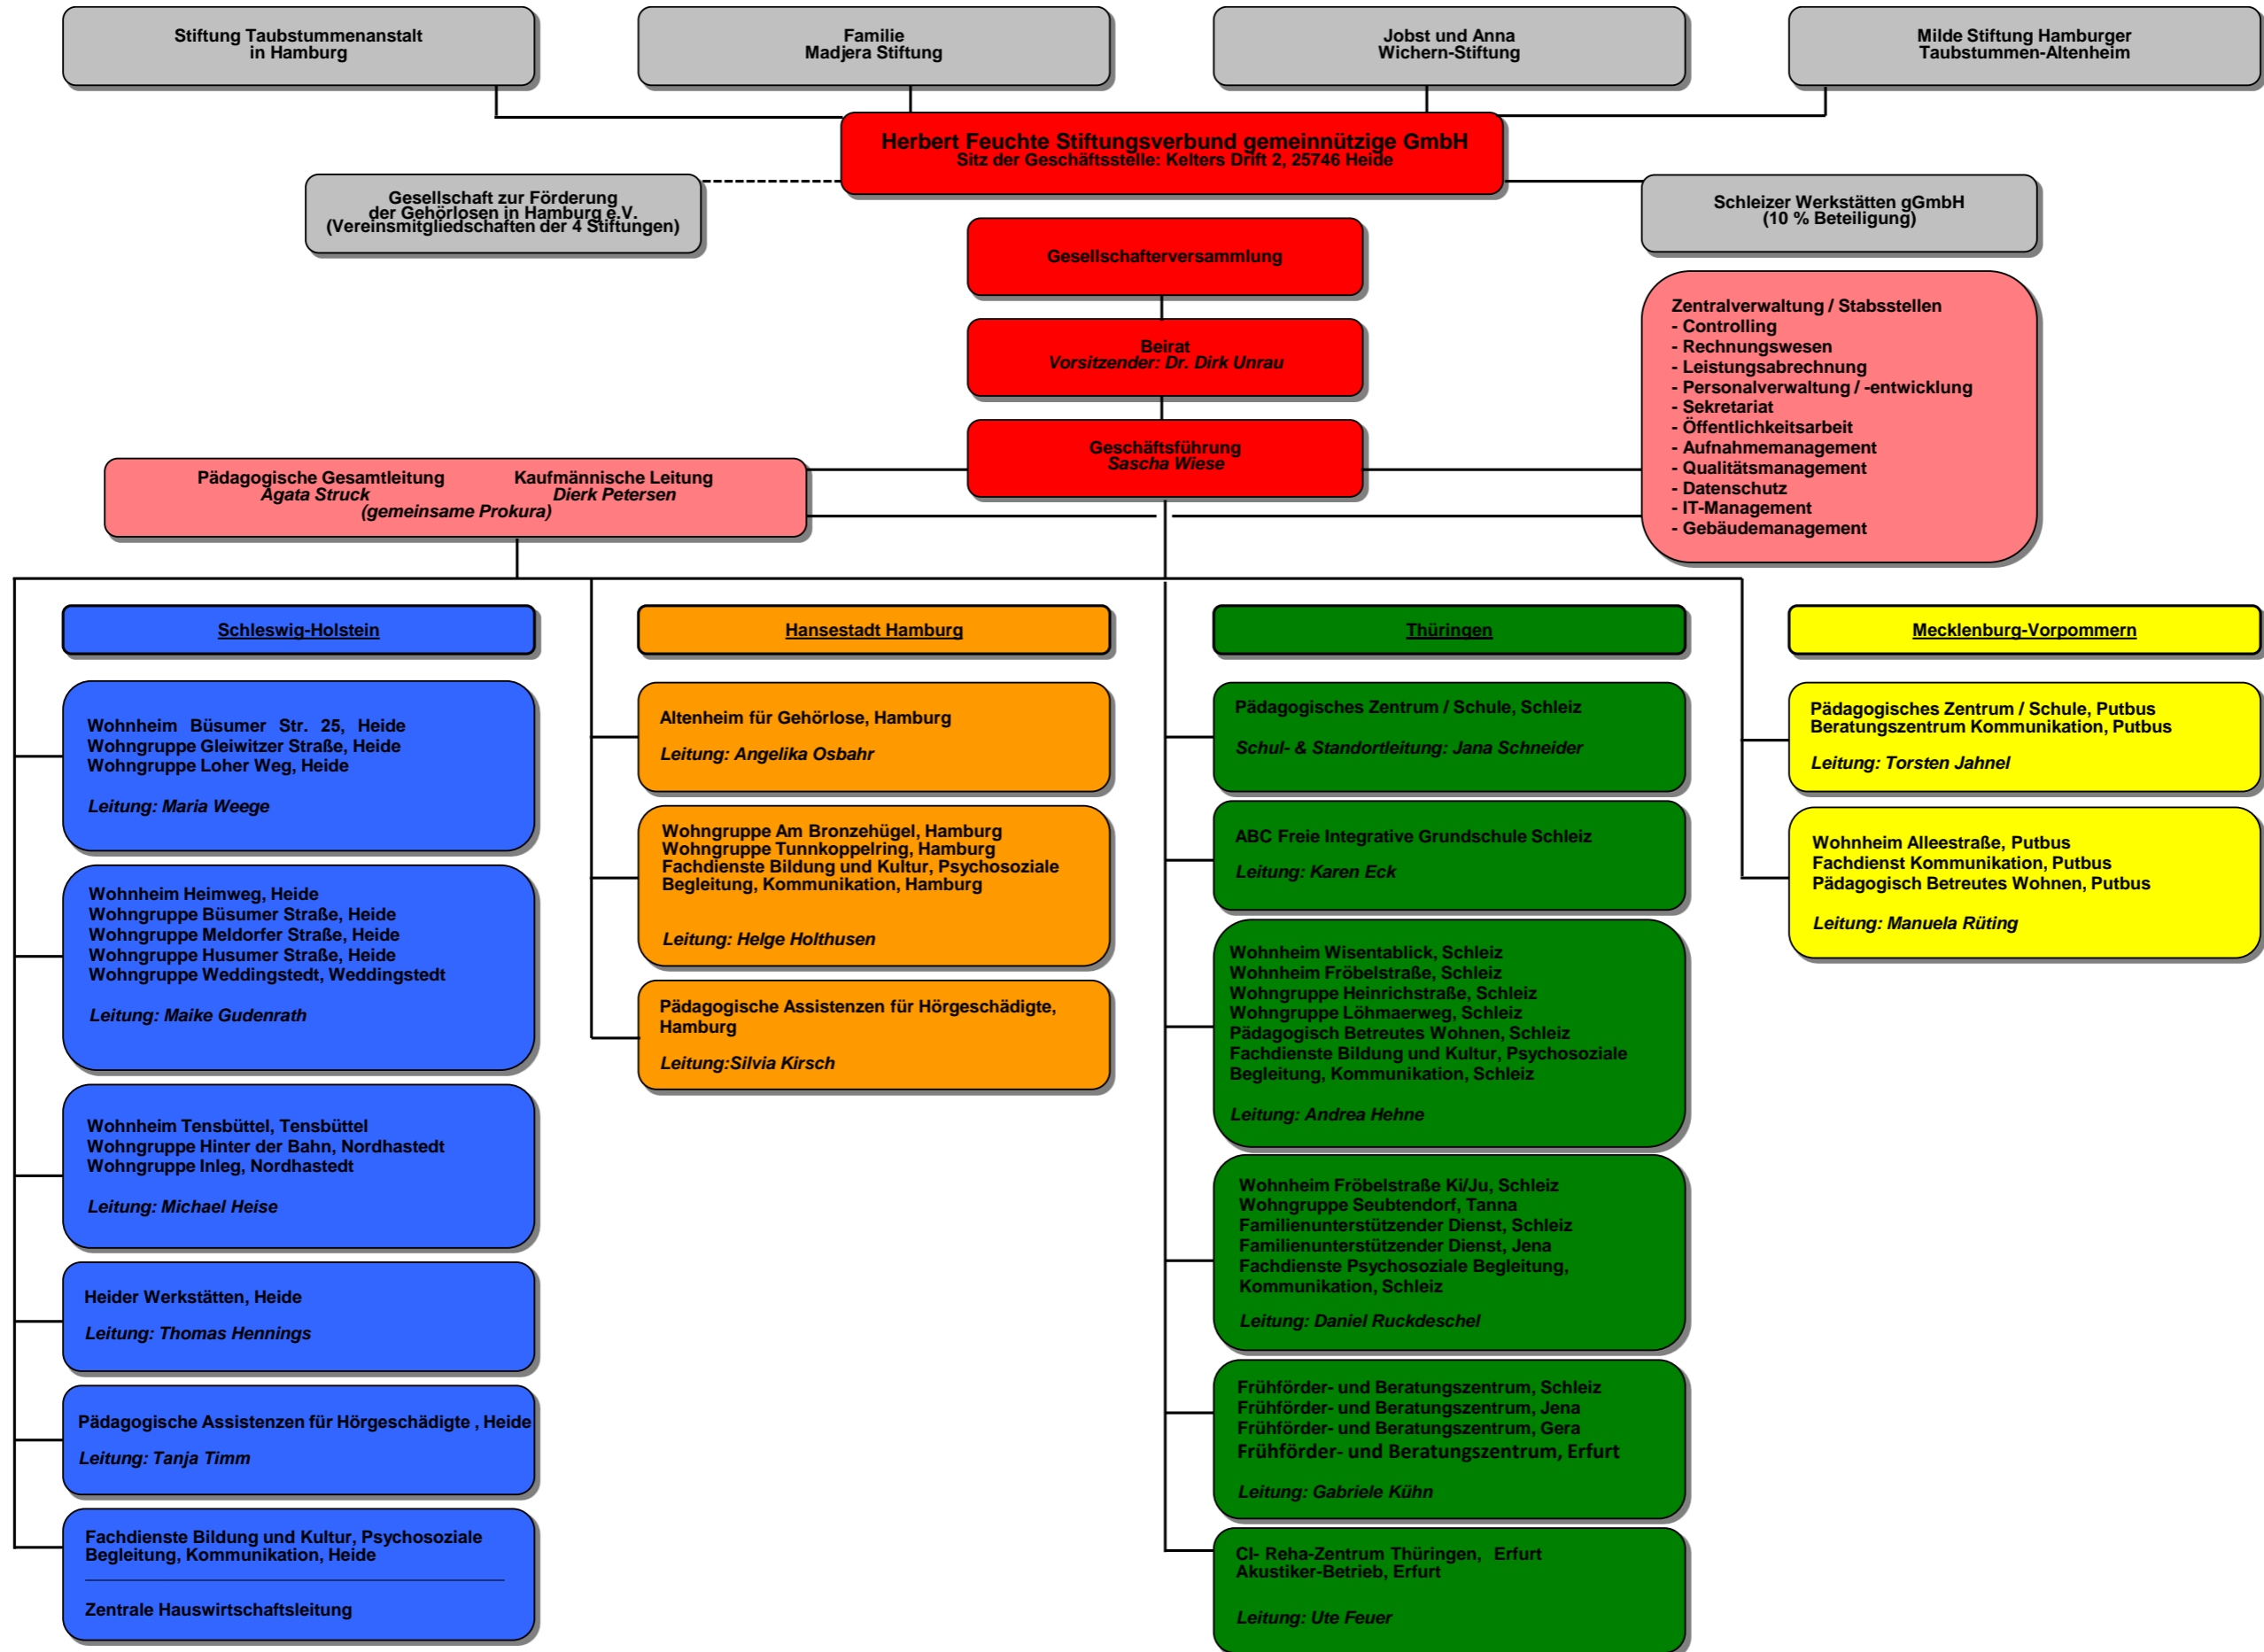 Stiftung Taubstummenanstalt
in Hamburg
Familie
Madjera Stiftung
Jobst und Anna
Wichern-Stiftung
Milde Stiftung Hamburger
Taubstummen-Altenheim
Herbert Feuchte Stiftungsverbund gemeinnützige GmbH
Sitz der Geschäftsstelle: Kelters Drift 2, 25746 Heide
Gesellschaft zur Förderung
der Gehörlosen in Hamburg e.V.
(Vereinsmitgliedschaften der 4 Stiftungen)
Schleizer Werkstätten gGmbH
(10 % Beteiligung)
Gesellschafterversammlung
Beirat
Vorsitzender: Dr. Dirk Unrau
Geschäftsführung
Sascha Wiese
Zentralverwaltung / Stabsstellen
- Controlling
- Rechnungswesen
- Leistungsabrechnung
- Personalverwaltung / -entwicklung
- Sekretariat
- Öffentlichkeitsarbeit
- Aufnahmemanagement
- Qualitätsmanagement
- Datenschutz
- IT-Management
- Gebäudemanagement
Pädagogische Gesamtleitung Kaufmännische Leitung
Agata Struck Dierk Petersen
(gemeinsame Prokura)
Schleswig-Holstein
Wohnheim Büsumer Str. 25, Heide
Wohngruppe Gleiwitzer Straße, Heide
Wohngruppe Loher Weg, Heide
Leitung: Maria Weege
Wohnheim Heimweg, Heide
Wohngruppe Büsumer Straße, Heide
Wohngruppe Meldorfer Straße, Heide
Wohngruppe Husumer Straße, Heide
Wohngruppe Weddingstedt, Weddingstedt
Leitung: Maike Gudenrath
Wohnheim Tensbüttel, Tensbüttel
Wohngruppe Hinter der Bahn, Nordhastedt
Wohngruppe Inleg, Nordhastedt
Leitung: Michael Heise
Heider Werkstätten, Heide
Leitung: Thomas Hennings
Pädagogische Assistenzen für Hörgeschädigte , Heide
Leitung: Tanja Timm
Fachdienste Bildung und Kultur, Psychosoziale
Begleitung, Kommunikation, Heide
Zentrale Hauswirtschaftsleitung
Hansestadt Hamburg
Altenheim für Gehörlose, Hamburg
Leitung: Angelika Osbahr
Wohngruppe Am Bronzehügel, Hamburg
Wohngruppe Tunnkoppelring, Hamburg
Fachdienste Bildung und Kultur, Psychosoziale
Begleitung, Kommunikation, Hamburg
Leitung: Helge Holthusen
Pädagogische Assistenzen für Hörgeschädigte,
Hamburg
Leitung:Silvia Kirsch
Thüringen
Pädagogisches Zentrum / Schule, Schleiz
Schul- & Standortleitung: Jana Schneider
ABC Freie Integrative Grundschule Schleiz
Leitung: Karen Eck
Wohnheim Wisentablick, Schleiz
Wohnheim Fröbelstraße, Schleiz
Wohngruppe Heinrichstraße, Schleiz
Wohngruppe Löhmaerweg, Schleiz
Pädagogisch Betreutes Wohnen, Schleiz
Fachdienste Bildung und Kultur, Psychosoziale
Begleitung, Kommunikation, Schleiz
Leitung: Andrea Hehne
Wohnheim Fröbelstraße Ki/Ju, Schleiz
Wohngruppe Seubtendorf, Tanna
Familienunterstützender Dienst, Schleiz
Familienunterstützender Dienst, Jena
Fachdienste Psychosoziale Begleitung,
Kommunikation, Schleiz
Leitung: Daniel Ruckdeschel
Frühförder- und Beratungszentrum, Schleiz
Frühförder- und Beratungszentrum, Jena
Frühförder- und Beratungszentrum, Gera
Frühförder- und Beratungszentrum, Erfurt
Leitung: Gabriele Kühn
CI- Reha-Zentrum Thüringen, Erfurt
Akustiker-Betrieb, Erfurt
Leitung: Ute Feuer
Mecklenburg-Vorpommern
Pädagogisches Zentrum / Schule, Putbus
Beratungszentrum Kommunikation, Putbus
Leitung: Torsten Jahnel
Wohnheim Alleestraße, Putbus
Fachdienst Kommunikation, Putbus
Pädagogisch Betreutes Wohnen, Putbus
Leitung: Manuela Rüting